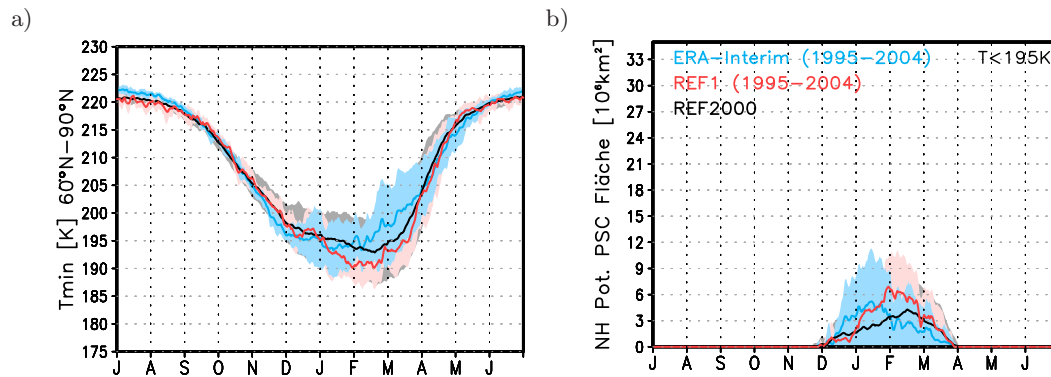 a)
Tmin [K] 60°N−90°N
230
225
220
215
210
205
200
195
190
185
180
175
J A S O N D J F M A M J
b)
NH Pot. PSC Fläche [10⁶km²]
33
30
27
24
21
18
15
12
9
6
3
0
ERA−Interim (1995−2004) T<195K
REF1 (1995−2004)
REF2000
J A S O N D J F M A M J